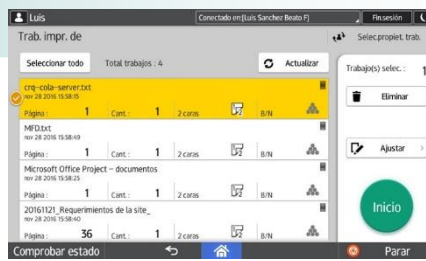 Luis
Conectado en:[Luis Sanchez Beato F]
Fin.sesión
Trab. impr. de
Selec.propiet. trab.
Seleccionar todo
Total trabajos : 4
Actualizar
Trabajo(s) selec. : 1
crq-cola-server.txt
nov 28 2016 15:58:15
Página : 1 Cant.: 1 2 caras B/N
Eliminar
MFD.txt
nov 28 2016 15:58:49
Página : 1 Cant.: 1 2 caras B/N
Microsoft Office Project – documentos
nov 28 2016 15:58:25
Página : 1 Cant.: 1 2 caras B/N
Ajustar
20161121_Requerimientos de la site_
nov 28 2016 15:58:40
Página : 36 Cant.: 1 2 caras B/N
Inicio
Comprobar estado
Parar